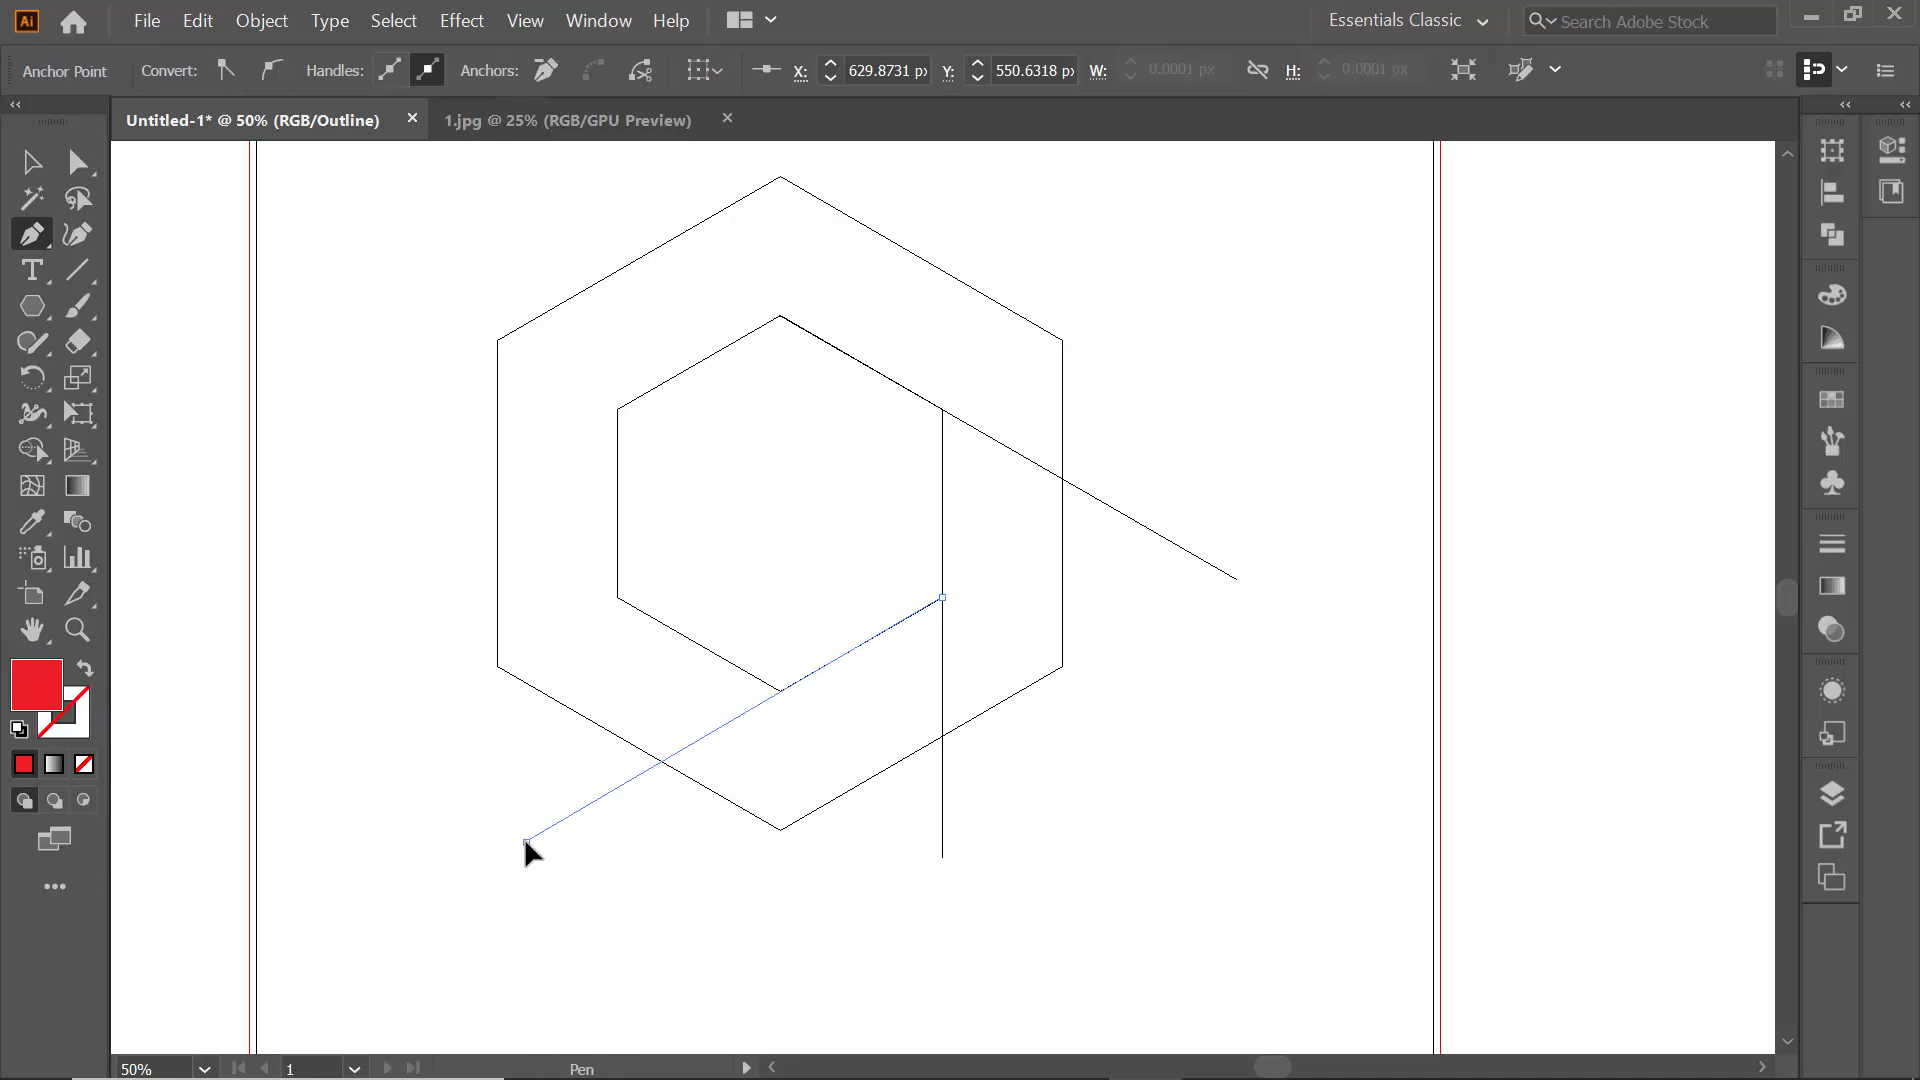 Ai File Edit Object Type Select Effect View Window Help Essentials Classic Search Adobe Stock
Anchor Point Convert: Handles: Anchors: X: 629.8731 px Y: 550.6318 px W: 0.0001 px H: 0.0001 px
Untitled-1* @ 50% (RGB/Outline) 1.jpg @ 25% (RGB/GPU Preview)
50% 1 Pen